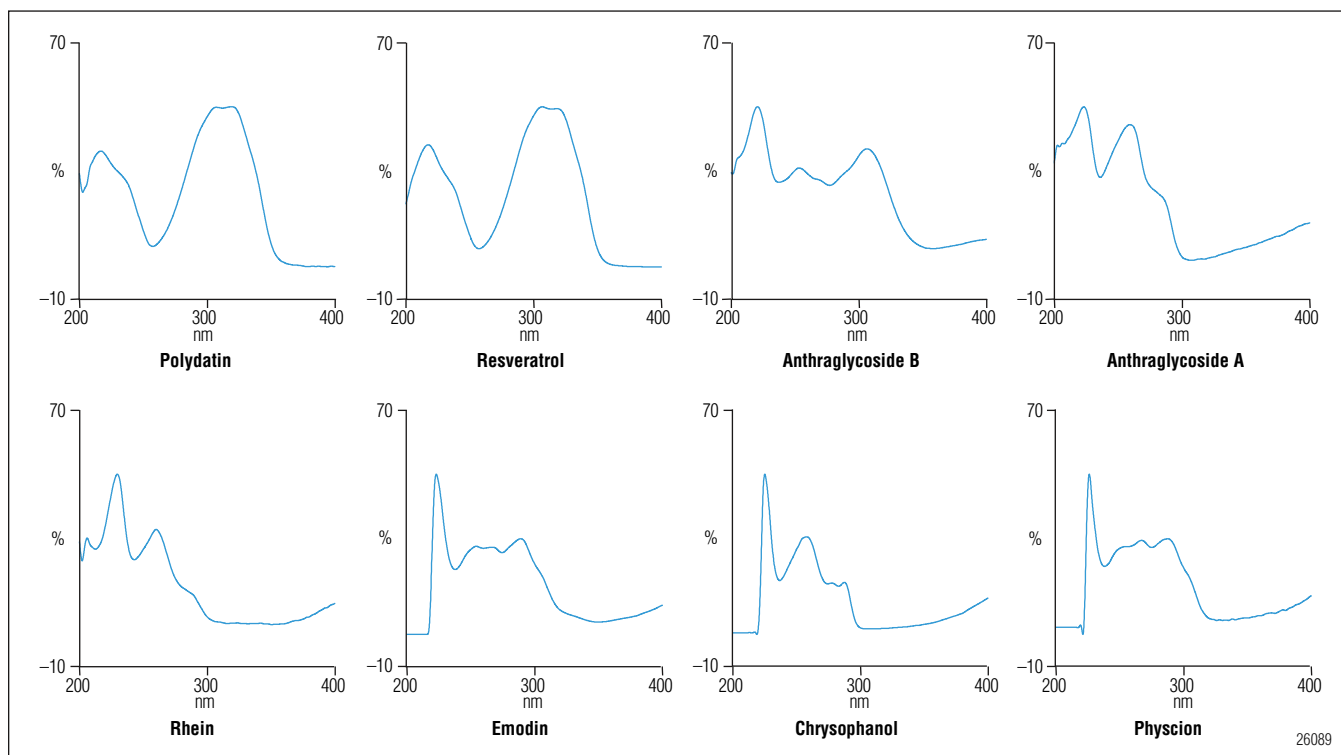 70
70
70
70
%
%
%
%
–10
–10
–10
–10
200 300 400
200 300 400
200 300 400
200 300 400
nm
nm
nm
nm
Polydatin
Resveratrol
Anthraglycoside B
Anthraglycoside A
70
70
70
70
%
%
%
%
–10
–10
–10
–10
200 300 400
200 300 400
200 300 400
200 300 400
nm
nm
nm
nm
Rhein
Emodin
Chrysophanol
Physcion
26089